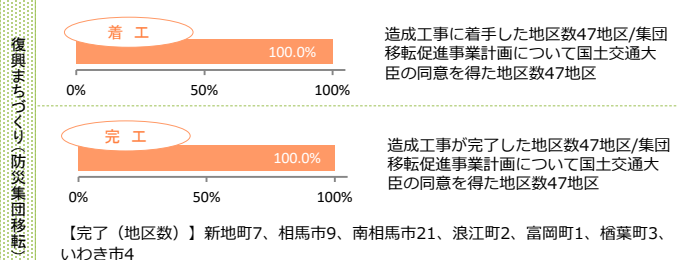 復興まちづくり（防災集団移転）
着　工
100.0%
0%
50%
100%
造成工事に着手した地区数47地区/集団
移転促進事業計画について国土交通大
臣の同意を得た地区数47地区
完　工
100.0%
0%
50%
100%
造成工事が完了した地区数47地区/集団
移転促進事業計画について国土交通大
臣の同意を得た地区数47地区
【完了（地区数）】新地町7、相馬市9、南相馬市21、浪江町2、富岡町1、楢葉町3、
いわき市4